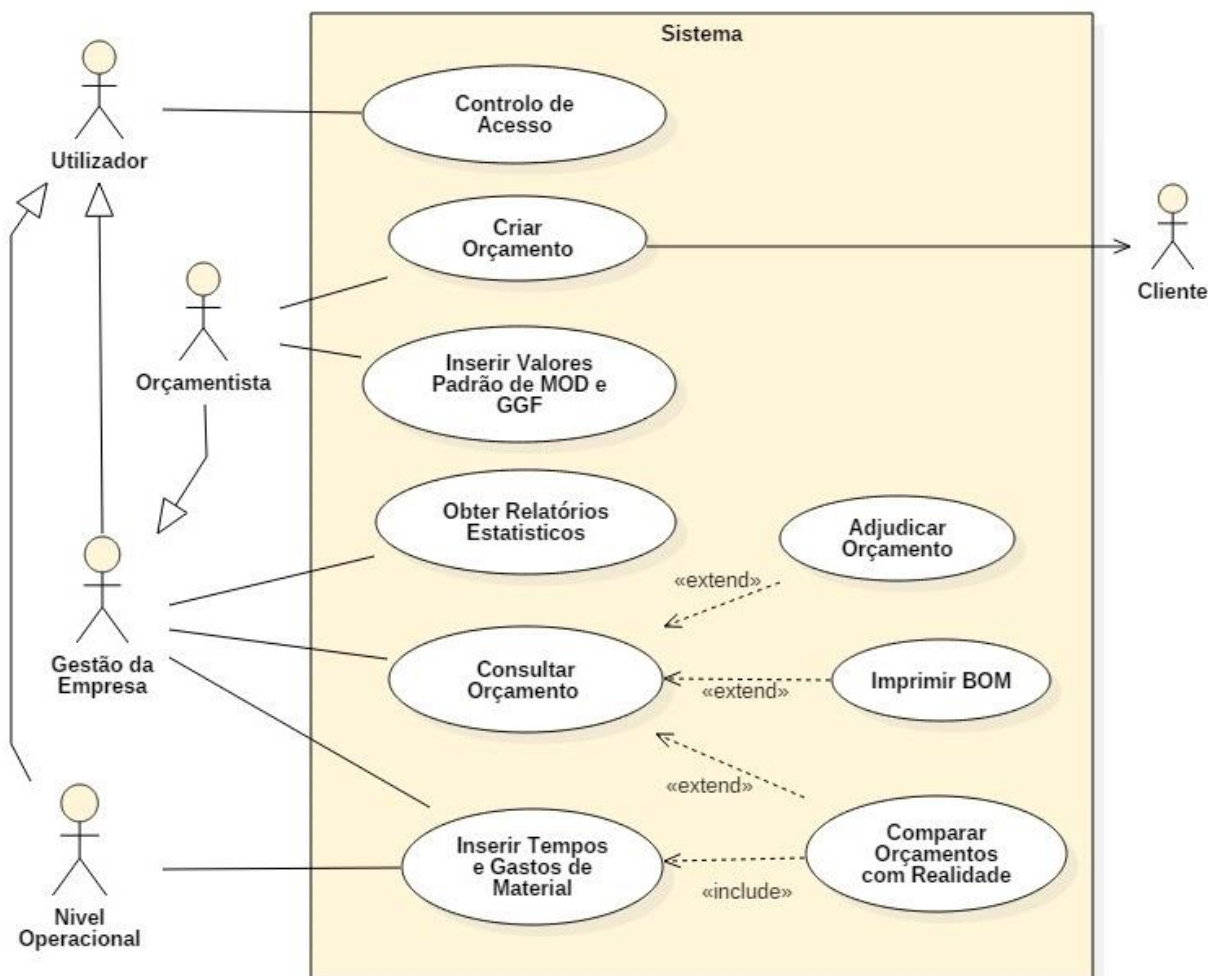 Sistema
Utilizador
Controlo de
Acesso
Criar
Orçamento
Cliente
Orçamentista
Inserir Valores
Padrão de MOD e
GGF
Obter Relatórios
Estatisticos
Adjudicar
Orçamento
«extend»
Gestão da
Empresa
Consultar
Orçamento
«extend»
Imprimir BOM
«extend»
Nivel
Operacional
Inserir Tempos
e Gastos de
Material
«include»
Comparar
Orçamentos
com Realidade